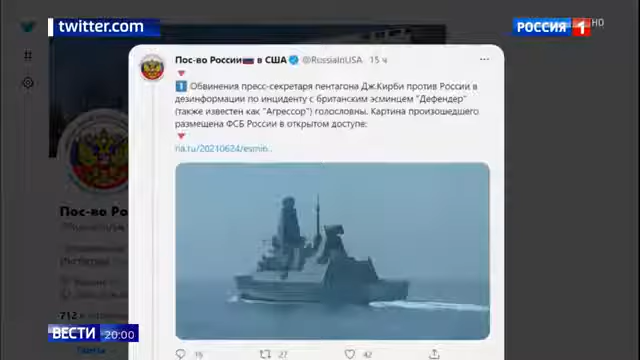 twitter.com
РОССИЯ 1 HD
Пос-во России в США @RussiaInUSA · 15 ч
1 Обвинения пресс-секретаря пентагона Дж.Кирби против России в
дезинформации по инциденту с британским эсминцем "Дефендер"
(также известен как "Агрессор") голословны. Картина произошедшего
размещена ФСБ России в открытом доступе:
ria.ru/20210624/esmin...
Пос-во Ро
712 в
16 27 42
ВЕСТИ 20:00